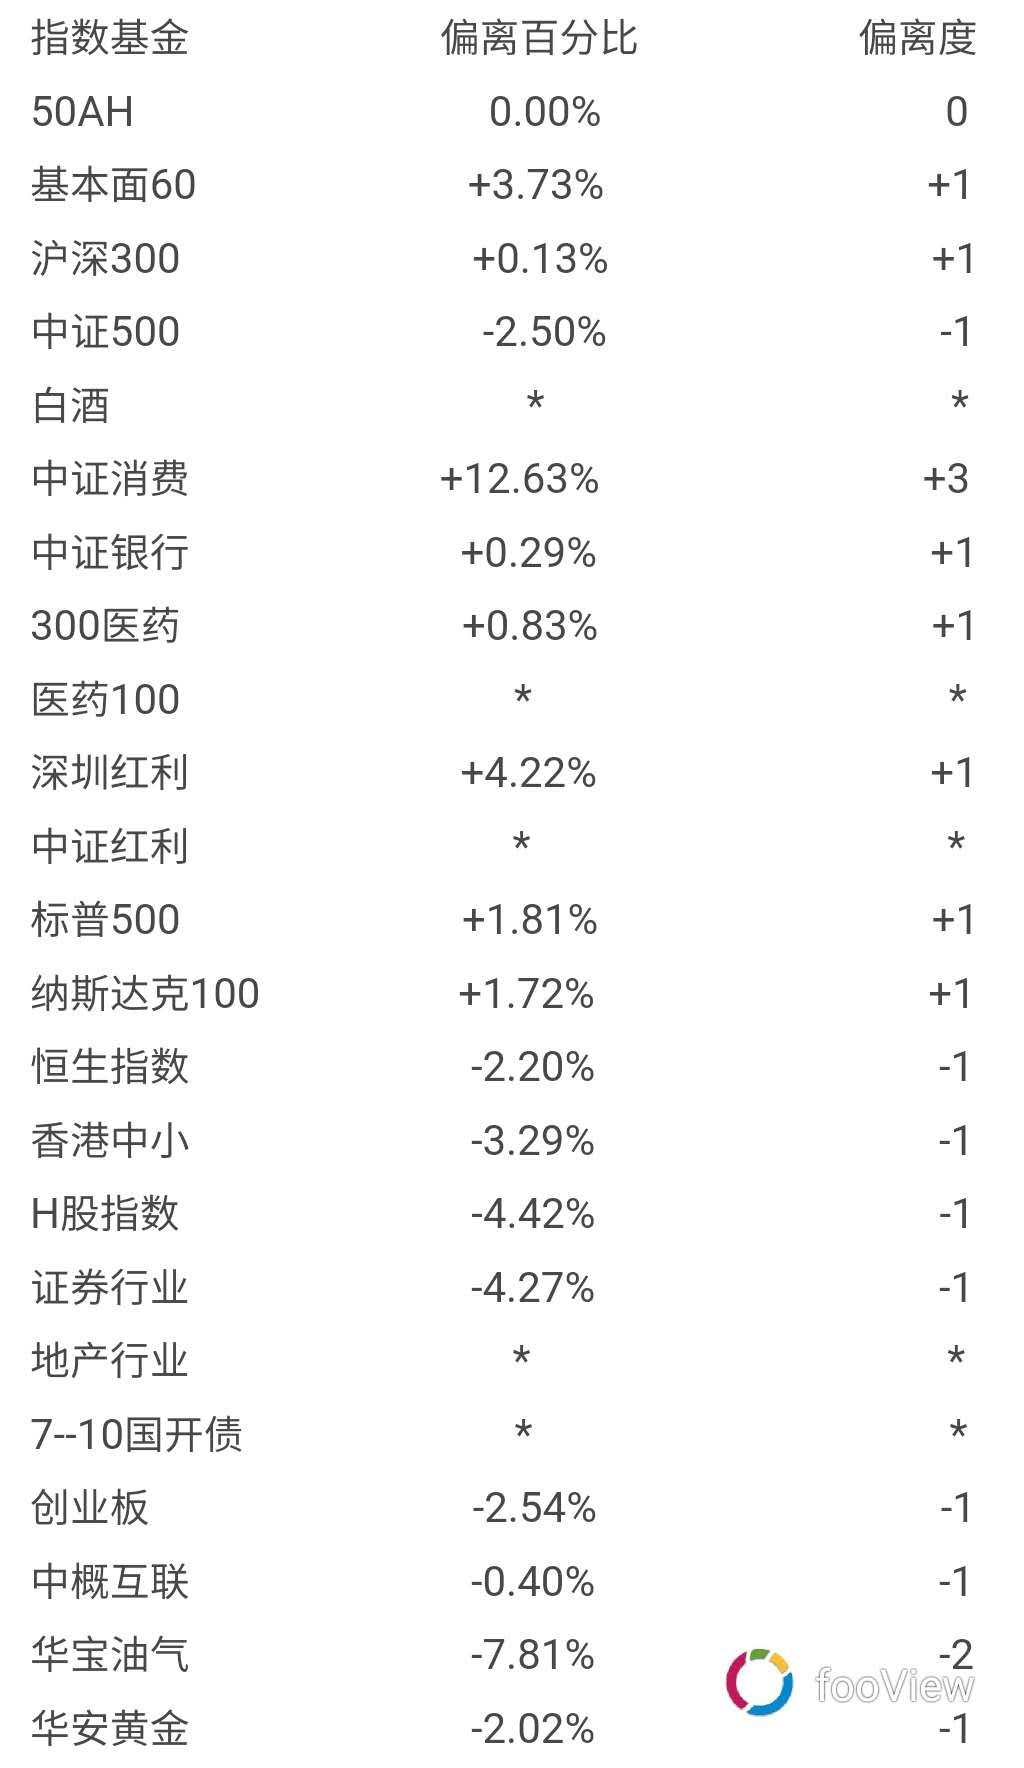 指数基金 偏离百分比 偏离度
50AH 0.00% 0
基本面60 +3.73% +1
沪深300 +0.13% +1
中证500 -2.50% -1
白酒 * *
中证消费 +12.63% +3
中证银行 +0.29% +1
300医药 +0.83% +1
医药100 * *
深圳红利 +4.22% +1
中证红利 * *
标普500 +1.81% +1
纳斯达克100 +1.72% +1
恒生指数 -2.20% -1
香港中小 -3.29% -1
H股指数 -4.42% -1
证券行业 -4.27% -1
地产行业 * *
7--10国开债 * *
创业板 -2.54% -1
中概互联 -0.40% -1
华宝油气 -7.81% -2
fooView
华安黄金 -2.02% -1